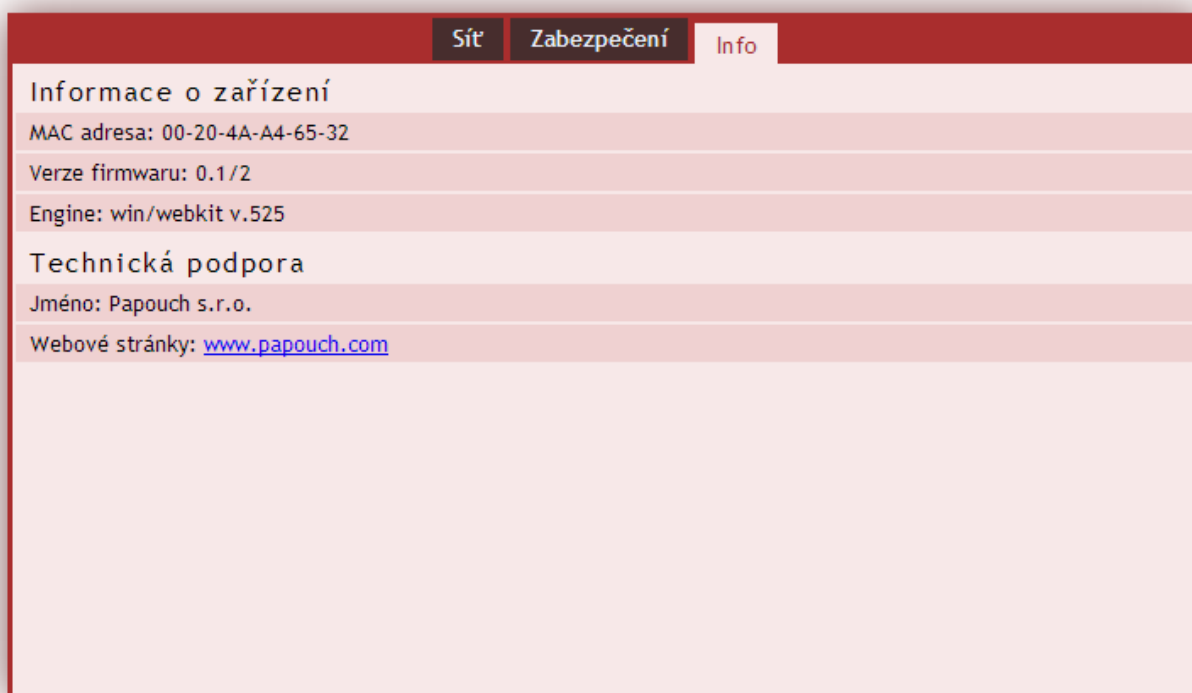 Síť Zabezpečení Info
Informace o zařízení
MAC adresa: 00-20-4A-A4-65-32
Verze firmwaru: 0.1/2
Engine: win/webkit v.525
Technická podpora
Jméno: Papouch s.r.o.
Webové stránky: www.papouch.com